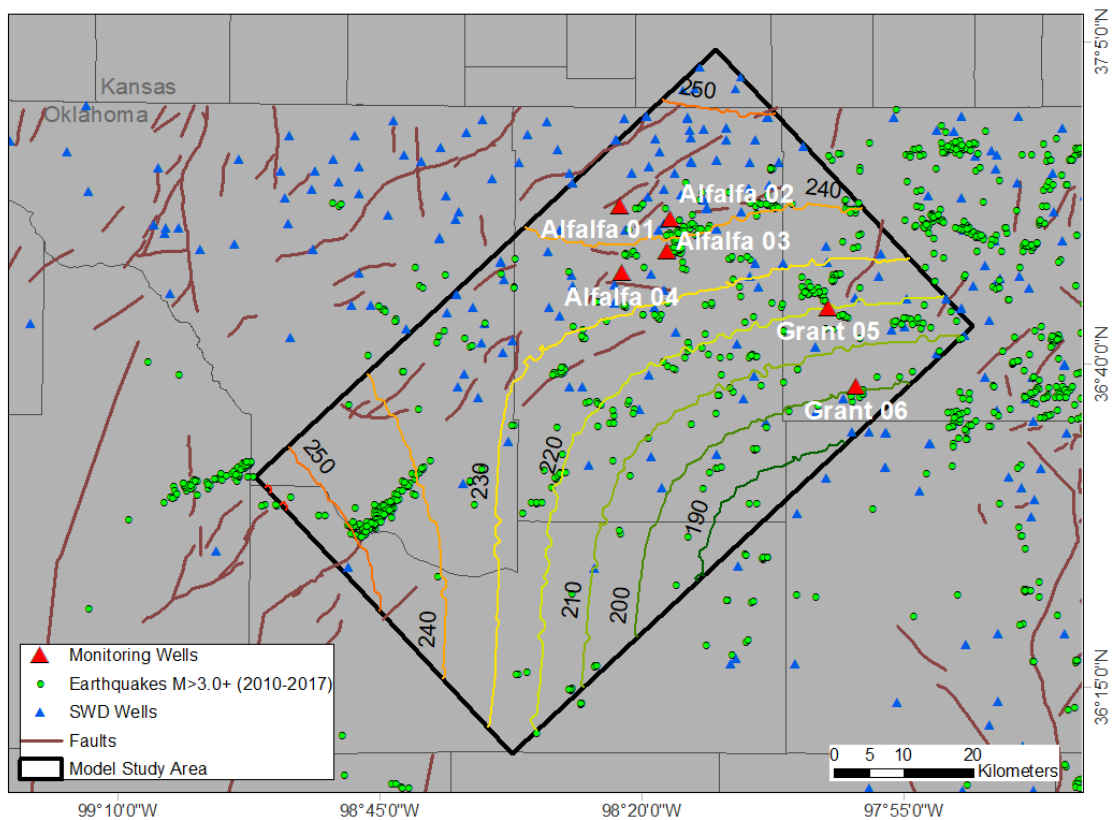 Kansas
Oklahoma
250
240
Alfalfa 02
Alfalfa 01
Alfalfa 03
Alfalfa 04
Grant 05
Grant 06
250
230
220
190
210
200
240
37°5'0"N
36°40'0"N
36°15'0"N
Monitoring Wells
Earthquakes M>3.0+ (2010-2017)
SWD Wells
Faults
Model Study Area
0 5 10 20
Kilometers
99°10'0"W 98°45'0"W 98°20'0"W 97°55'0"W